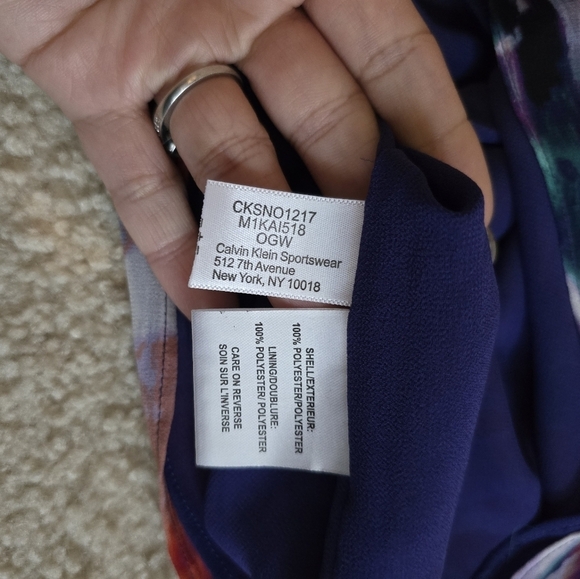 CKSNO1217
M1KAI518
OGW
Calvin Klein Sportswear
512 7th Avenue
New York, NY 10018
SHELL/EXTERIEUR:
100% POLYESTER/POLYESTER
LINING/DOUBLURE:
100% POLYESTER/ POLYESTER
CARE ON REVERSE
SOIN SUR L'INVERSE